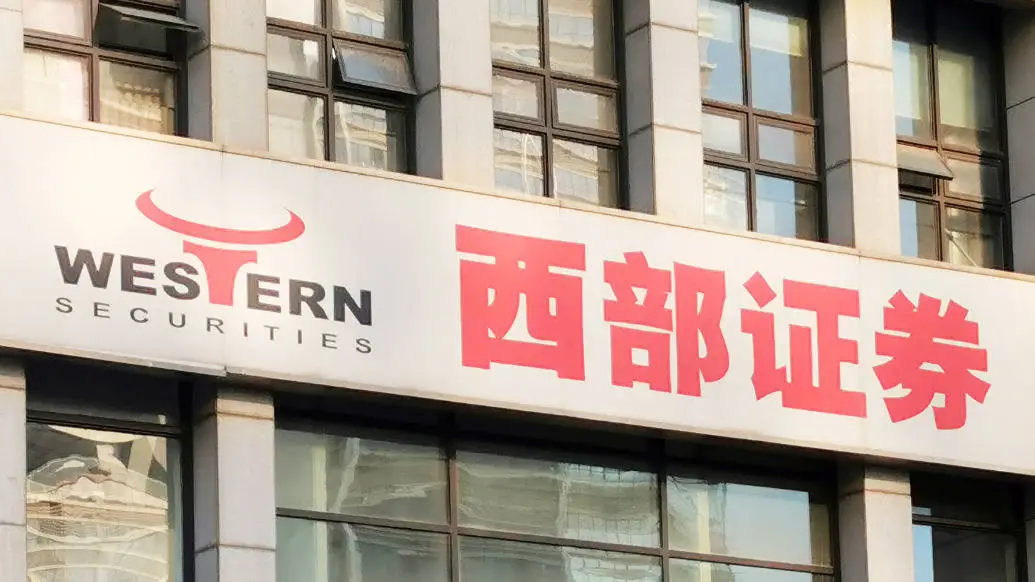 WESTERN
SECURITIES
西部证券